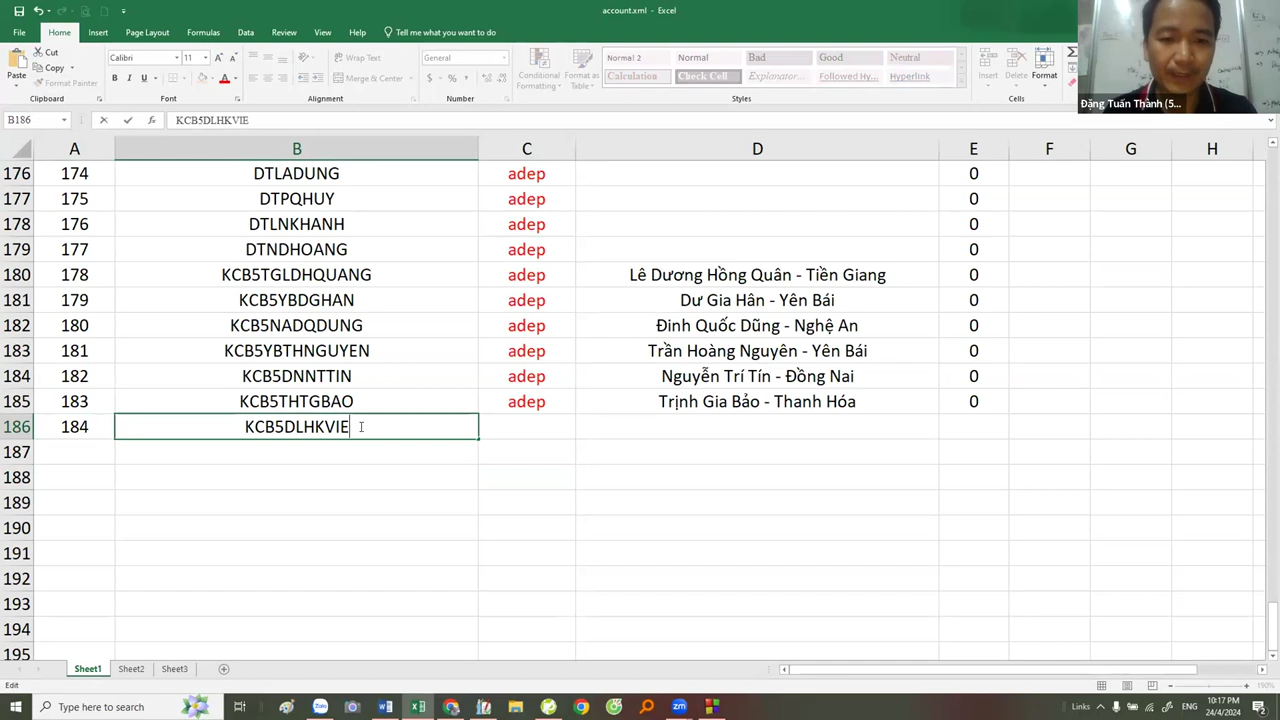 account.xml - Excel
File Home Insert Page Layout Formulas Data Review View Help Tell me what you want to do
Paste Cut Copy Format Painter Clipboard
Calibri 11 B I U A Font
Wrap Text Merge & Center Alignment
General $ % Number
Conditional Formatting Format as Table
Normal 2 Normal Bad Good Neutral
Calculation Check Cell Explanator... Followed Hy... Hyperlink
Styles
Insert Delete Format Cells
Đặng Tuấn Thành (5...
B186 fx KCB5DLHKVIE
A B C D E F G H
176 174 DTLADUNG adep 0
177 175 DTPQHUY adep 0
178 176 DTLNKHANH adep 0
179 177 DTNDHOANG adep 0
180 178 KCB5TGLDHQUANG adep Lê Dương Hồng Quân - Tiền Giang 0
181 179 KCB5YBDGHAN adep Dư Gia Hân - Yên Bái 0
182 180 KCB5NADQDUNG adep Đinh Quốc Dũng - Nghệ An 0
183 181 KCB5YBTHNGUYEN adep Trần Hoàng Nguyên - Yên Bái 0
184 182 KCB5DNNTTIN adep Nguyễn Trí Tín - Đồng Nai 0
185 183 KCB5THTGBAO adep Trịnh Gia Bảo - Thanh Hóa 0
186 184 KCB5DLHKVIE
187
188
189
190
191
192
193
194
195
Sheet1 Sheet2 Sheet3
Edit 190%
Type here to search
Links 10:17 PM
24/4/2024